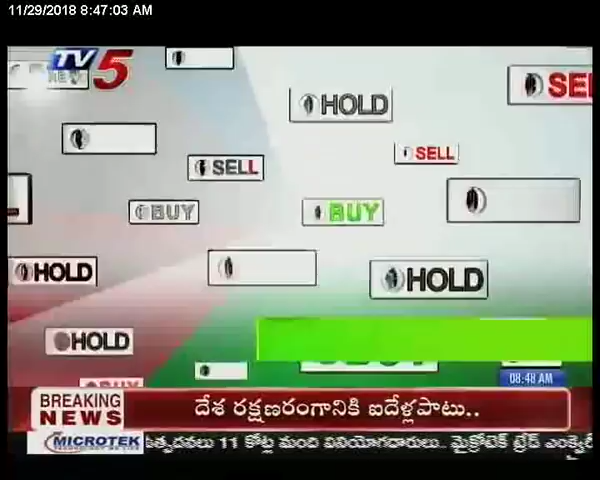 11/29/2018 8:47:03 AM
TV5
SELL
HOLD
SELL
SELL
BUY
BUY
HOLD
HOLD
HOLD
BUY
08:48 AM
BREAKING NEWS
దేశ రక్షణరంగానికి ఐదేళ్లపాటు..
MICROTEK
11 కోట్ల మంది వినియోగదారులు.. మైక్రోటెక్ ట్రేడ్